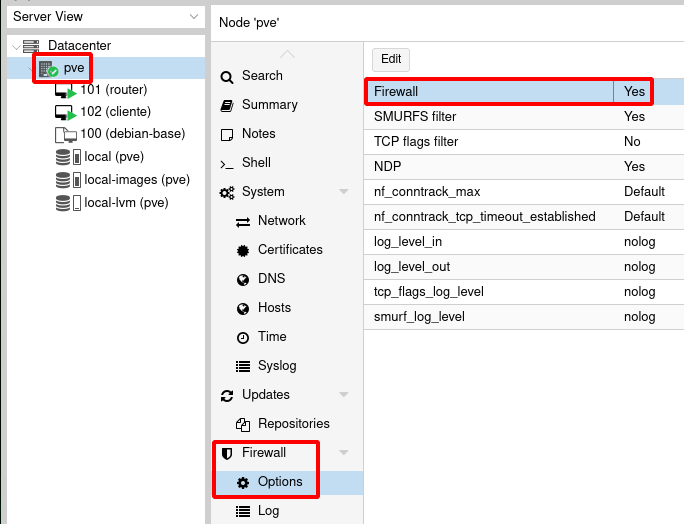 Server View
Datacenter
pve
101 (router)
102 (cliente)
100 (debian-base)
local (pve)
local-images (pve)
local-lvm (pve)
Node 'pve'
Search
Summary
Notes
Shell
System
Network
Certificates
DNS
Hosts
Time
Syslog
Updates
Repositories
Firewall
Options
Log
Edit
Firewall Yes
SMURFS filter Yes
TCP flags filter No
NDP Yes
nf_conntrack_max Default
nf_conntrack_tcp_timeout_established Default
log_level_in nolog
log_level_out nolog
tcp_flags_log_level nolog
smurf_log_level nolog